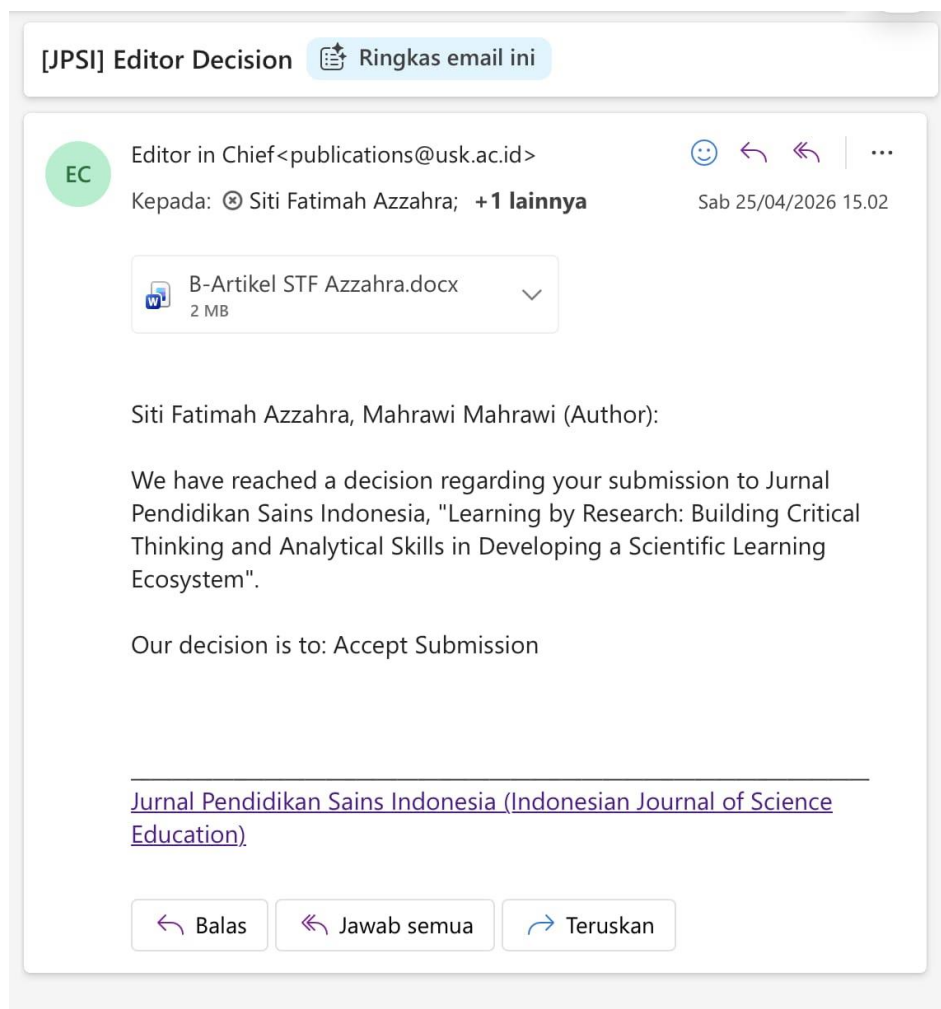 [JPSI] Editor Decision Ringkas email ini
EC
Editor in Chief<publications@usk.ac.id>
Kepada: Siti Fatimah Azzahra; +1 lainnya
Sab 25/04/2026 15.02
W
B-Artikel STF Azzahra.docx
2 MB
Siti Fatimah Azzahra, Mahrawi Mahrawi (Author):
We have reached a decision regarding your submission to Jurnal
Pendidikan Sains Indonesia, "Learning by Research: Building Critical
Thinking and Analytical Skills in Developing a Scientific Learning
Ecosystem".
Our decision is to: Accept Submission
Jurnal Pendidikan Sains Indonesia (Indonesian Journal of Science
Education)
Balas Jawab semua Teruskan